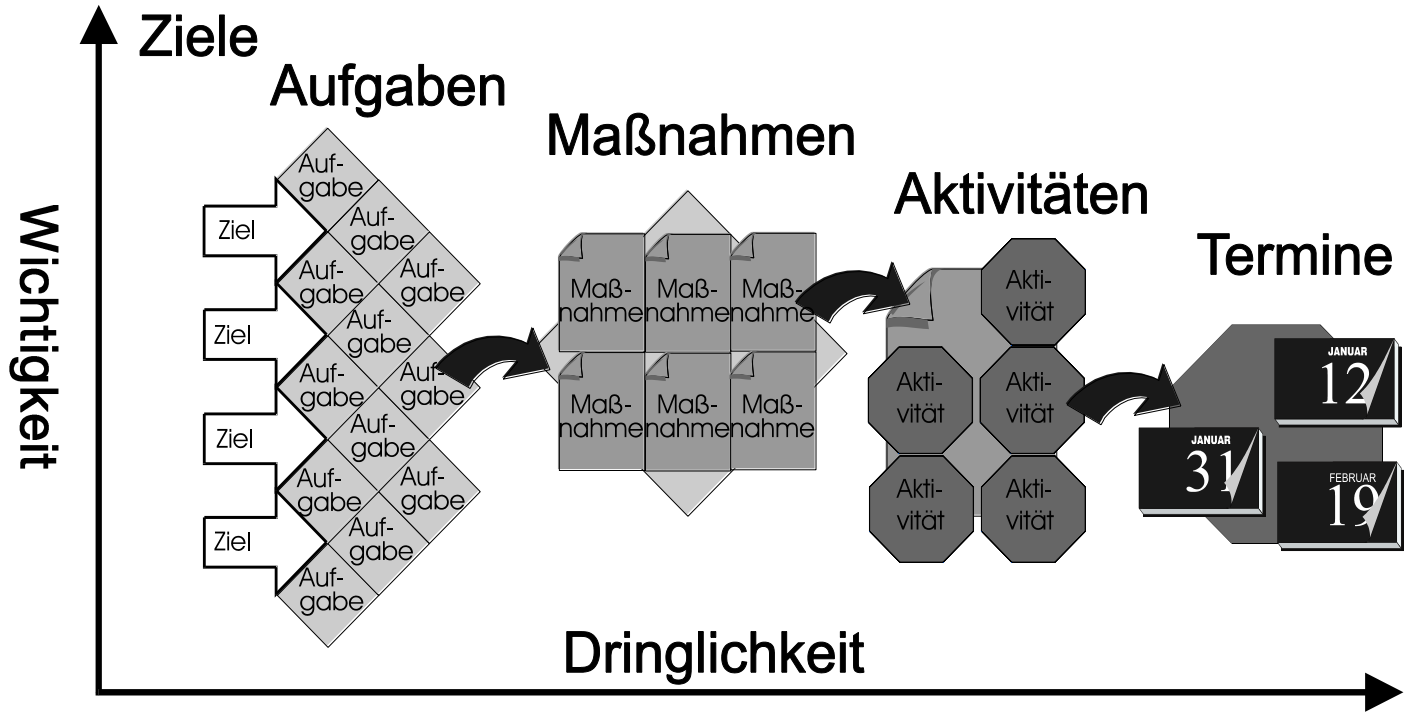 Ziele
Aufgaben
Maßnahmen
Aktivitäten
Termine
Wichtigkeit
Ziel
Ziel
Ziel
Ziel
Auf-
gabe
Auf-
gabe
Auf-
gabe
Auf-
gabe
Auf-
gabe
Auf-
gabe
Auf-
gabe
Auf-
gabe
Auf-
gabe
Auf-
gabe
Auf-
gabe
Auf-
gabe
Maß-
nahme
Maß-
nahme
Maß-
nahme
Maß-
nahme
Maß-
nahme
Maß-
nahme
Akti-
vität
Akti-
vität
Akti-
vität
Akti-
vität
Akti-
vität
JANUAR
12
JANUAR
31
FEBRUAR
19
Dringlichkeit